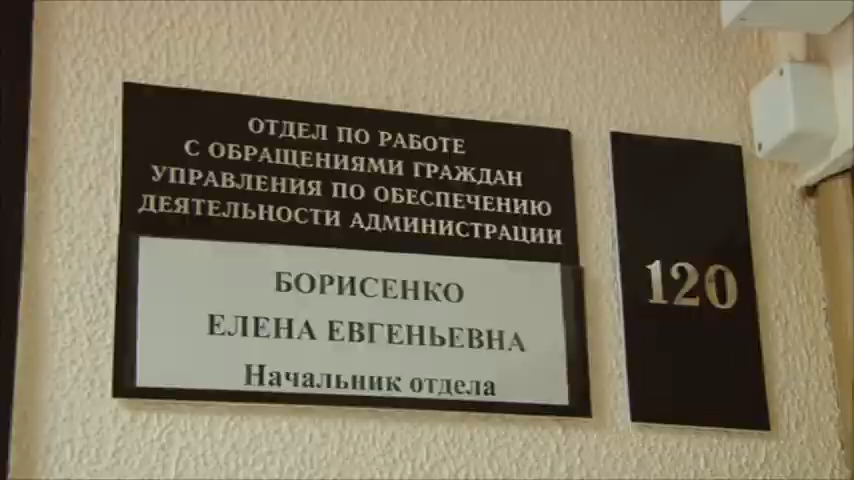 ОТДЕЛ ПО РАБОТЕ
С ОБРАЩЕНИЯМИ ГРАЖДАН
УПРАВЛЕНИЯ ПО ОБЕСПЕЧЕНИЮ
ДЕЯТЕЛЬНОСТИ АДМИНИСТРАЦИИ
БОРИСЕНКО
ЕЛЕНА ЕВГЕНЬЕВНА
Начальник отдела
120